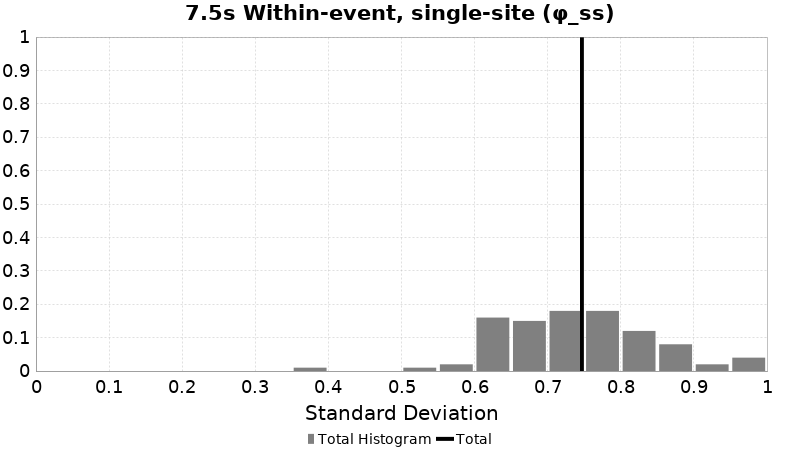 7.5s Within-event, single-site (φ_ss)
1
0.9
0.8
0.7
0.6
0.5
0.4
0.3
0.2
0.1
0
0 0.1 0.2 0.3 0.4 0.5 0.6 0.7 0.8 0.9 1
Standard Deviation
Total Histogram Total